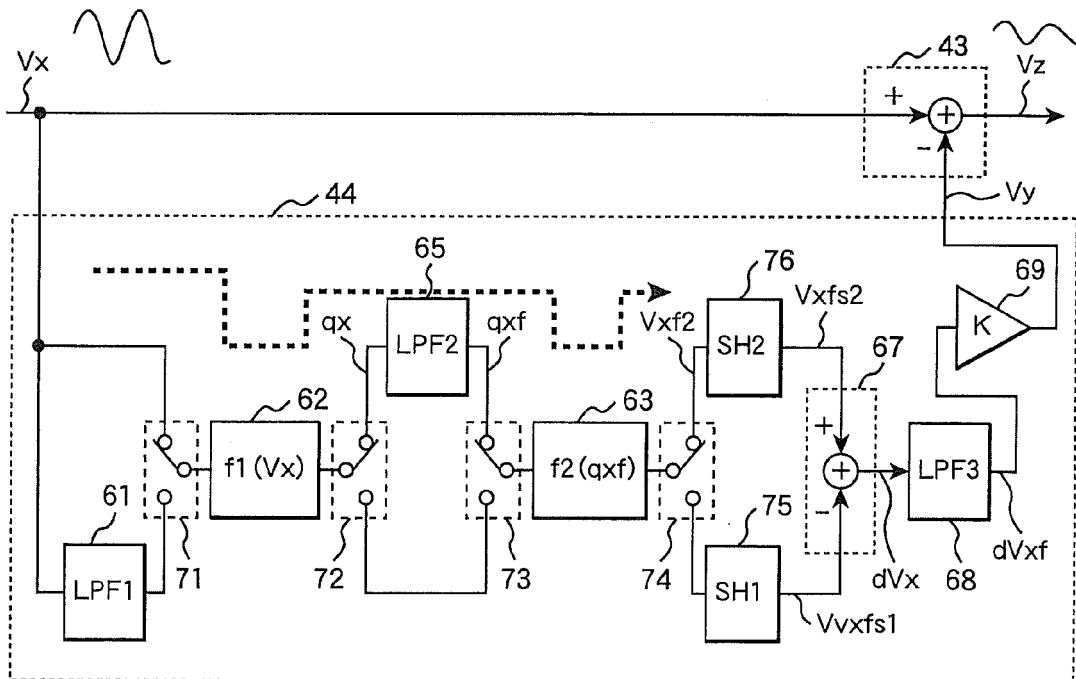 43
Vx
Vz
+
+
-
Vy
44
65
76
69
qx
qxf
Vxf2
Vxfs2
LPF2
SH2
K
67
62
63
f1(Vx)
f2(qxf)
+
+
-
LPF3
61
71
72
73
74
75
dVx
68
dVxf
LPF1
SH1
Vvxfs1